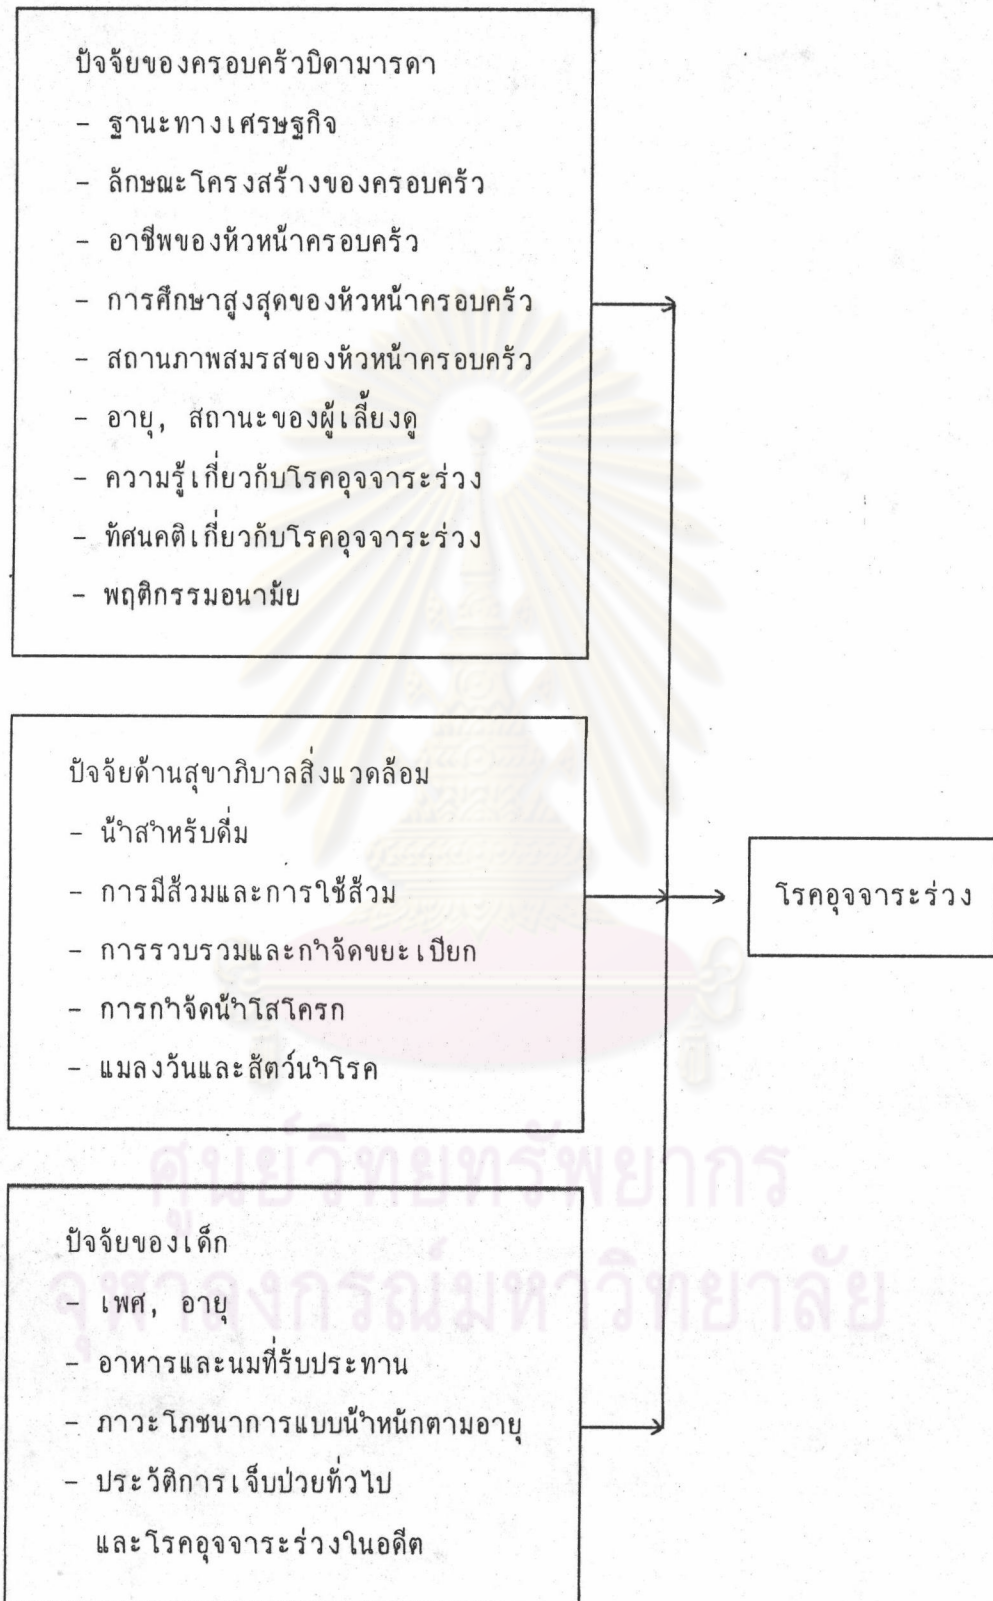 ปัจจัยของครอบครัวบิดามารดา
- ฐานะทางเศรษฐกิจ
- ลักษณะโครงสร้างของครอบครัว
- อาชีพของหัวหน้าครอบครัว
- การศึกษาสูงสุดของหัวหน้าครอบครัว
- สถานภาพสมรสของหัวหน้าครอบครัว
- อายุ, สถานะของผู้เลี้ยงดู
- ความรู้เกี่ยวกับโรคอุจจาระร่วง
- ทัศนคติเกี่ยวกับโรคอุจจาระร่วง
- พฤติกรรมอนามัย
ปัจจัยด้านสุขาภิบาลสิ่งแวดล้อม
- น้ำสำหรับดื่ม
- การมีส้วมและการใช้ส้วม
- การรวบรวมและกำจัดขยะเปียก
- การกำจัดน้ำโสโครก
- แมลงวันและสัตว์นำโรค
โรคอุจจาระร่วง
ศูนย์วิทยทรัพยากร
จุฬาลงกรณ์มหาวิทยาลัย
ปัจจัยของเด็ก
- เพศ, อายุ
- อาหารและนมที่รับประทาน
- ภาวะโภชนาการแบบน้ำหนักตามอายุ
- ประวัติการเจ็บป่วยทั่วไป
และโรคอุจจาระร่วงในอดีต